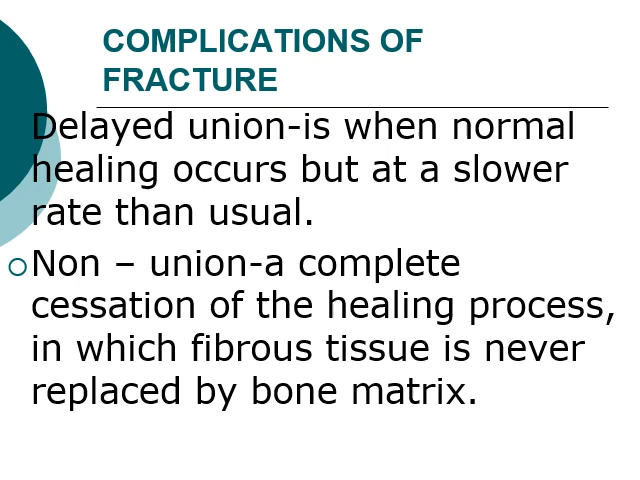 COMPLICATIONS OF
FRACTURE
Delayed union-is when normal
healing occurs but at a slower
rate than usual.
Non – union-a complete
cessation of the healing process,
in which fibrous tissue is never
replaced by bone matrix.